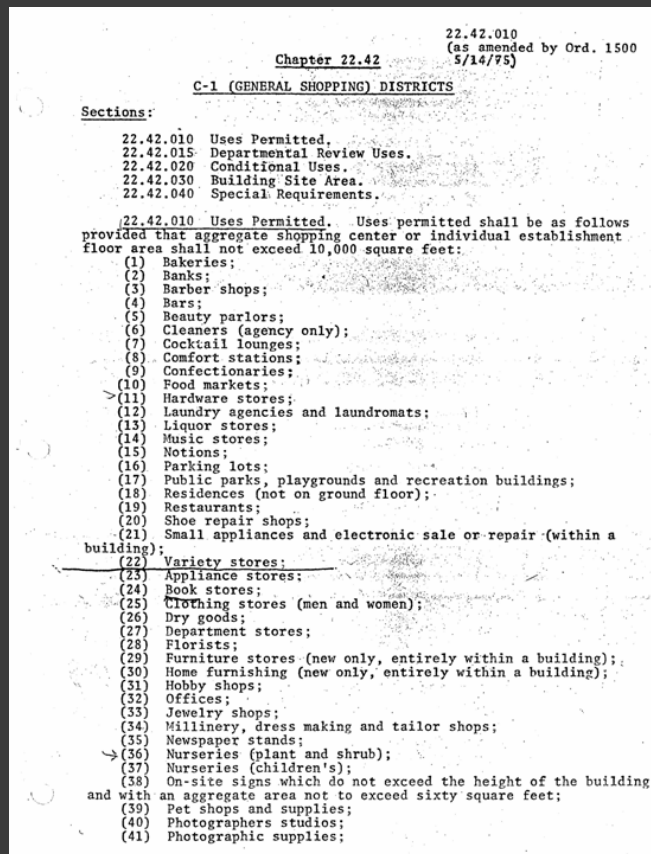 22.42.010
(as amended by Ord. 1500
5/14/75)
Chapter 22.42
C-1 (GENERAL SHOPPING) DISTRICTS
Sections:
22.42.010 Uses Permitted.
22.42.015 Departmental Review Uses.
22.42.020 Conditional Uses.
22.42.030 Building Site Area.
22.42.040 Special Requirements.
22.42.010 Uses Permitted. Uses permitted shall be as follows
provided that aggregate shopping center or individual establishment
floor area shall not exceed 10,000 square feet:
(1) Bakeries;
(2) Banks;
(3) Barber shops;
(4) Bars;
(5) Beauty parlors;
(6) Cleaners (agency only);
(7) Cocktail lounges;
(8) Comfort stations;
(9) Confectionaries;
(10) Food markets;
>(11) Hardware stores;
(12) Laundry agencies and laundromats;
(13) Liquor stores;
(14) Music stores;
(15) Notions;
(16) Parking lots;
(17) Public parks, playgrounds and recreation buildings;
(18) Residences (not on ground floor);
(19) Restaurants;
(20) Shoe repair shops;
(21) Small appliances and electronic sale or repair (within a
building);
(22) Variety stores;
(23) Appliance stores;
(24) Book stores;
(25) Clothing stores (men and women);
(26) Dry goods;
(27) Department stores;
(28) Florists;
(29) Furniture stores (new only, entirely within a building);
(30) Home furnishing (new only, entirely within a building);
(31) Hobby shops;
(32) Offices;
(33) Jewelry shops;
(34) Millinery, dress making and tailor shops;
(35) Newspaper stands;
→(36) Nurseries (plant and shrub);
(37) Nurseries (children's);
(38) On-site signs which do not exceed the height of the building
and with an aggregate area not to exceed sixty square feet;
(39) Pet shops and supplies;
(40) Photographers studios;
(41) Photographic supplies;